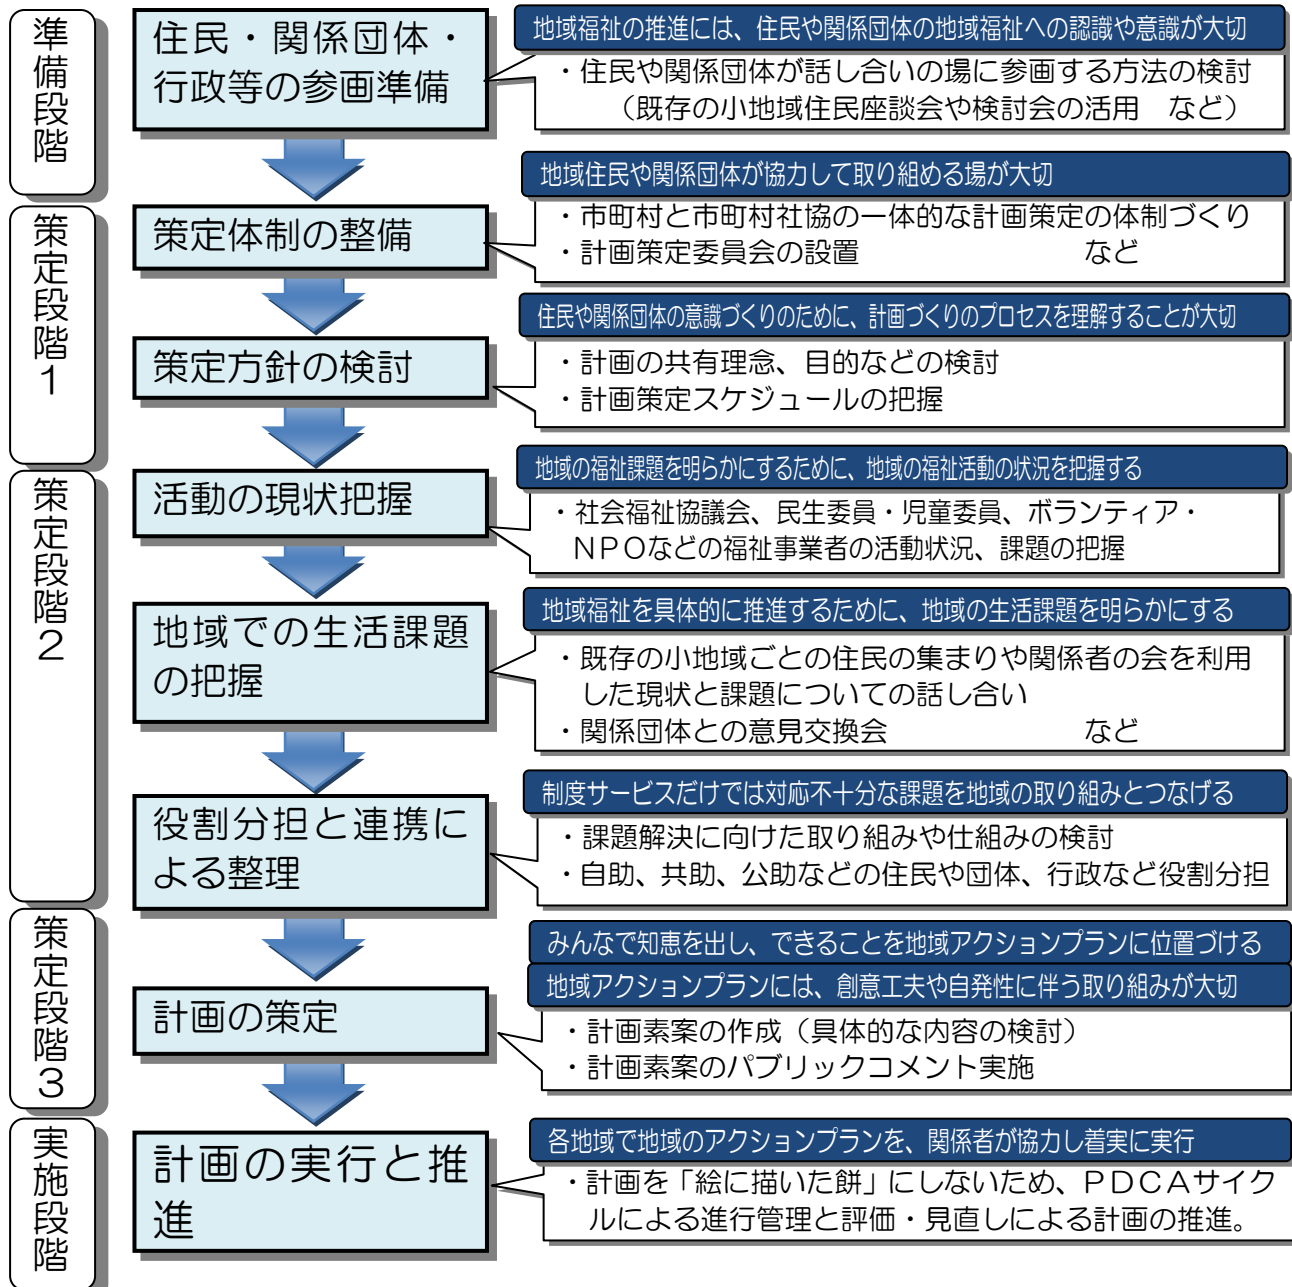 準備段階
住民・関係団体・
行政等の参画準備
地域福祉の推進には、住民や関係団体の地域福祉への認識や意識が大切
・住民や関係団体が話し合いの場に参画する方法の検討
（既存の小地域住民座談会や検討会の活用　など）
策定段階１
策定体制の整備
地域住民や関係団体が協力して取り組める場が大切
・市町村と市町村社協の一体的な計画策定の体制づくり
・計画策定委員会の設置　　　　　　　　など
策定方針の検討
住民や関係団体の意識づくりのために、計画づくりのプロセスを理解することが大切
・計画の共有理念、目的などの検討
・計画策定スケジュールの把握
策定段階２
活動の現状把握
地域の福祉課題を明らかにするために、地域の福祉活動の状況を把握する
・社会福祉協議会、民生委員・児童委員、ボランティア・
ＮＰＯなどの福祉事業者の活動状況、課題の把握
地域での生活課題
の把握
地域福祉を具体的に推進するために、地域の生活課題を明らかにする
・既存の小地域ごとの住民の集まりや関係者の会を利用
した現状と課題についての話し合い
・関係団体との意見交換会　　　　　　　など
役割分担と連携に
よる整理
制度サービスだけでは対応不十分な課題を地域の取り組みとつなげる
・課題解決に向けた取り組みや仕組みの検討
・自助、共助、公助などの住民や団体、行政など役割分担
策定段階３
計画の策定
みんなで知恵を出し、できることを地域アクションプランに位置づける
地域アクションプランには、創意工夫や自発性に伴う取り組みが大切
・計画素案の作成（具体的な内容の検討）
・計画素案のパブリックコメント実施
実施段階
計画の実行と推
進
各地域で地域のアクションプランを、関係者が協力し着実に実行
・計画を「絵に描いた餅」にしないため、ＰＤＣＡサイク
ルによる進行管理と評価・見直しによる計画の推進。